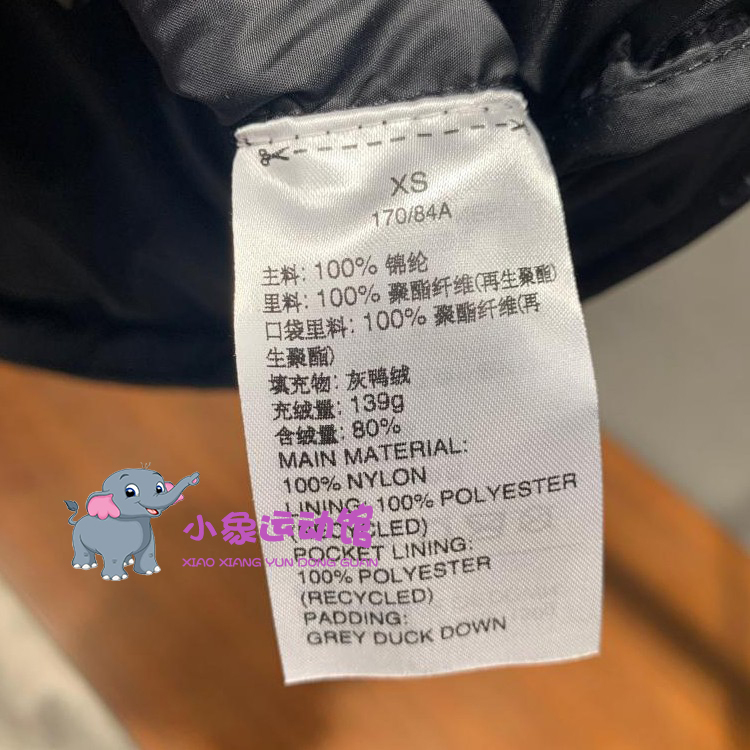 XS
170/84A
主料: 100% 锦纶
里料: 100% 聚酯纤维(再生聚酯)
口袋里料: 100% 聚酯纤维(再
生聚酯)
填充物: 灰鸭绒
充绒量: 139g
含绒量: 80%
MAIN MATERIAL:
100% NYLON
LINING: 100% POLYESTER
POCKET LINING:
100% POLYESTER
(RECYCLED)
PADDING:
GREY DUCK DOWN
小象运动馆
XIAO XIANG YUN DONG GUAN